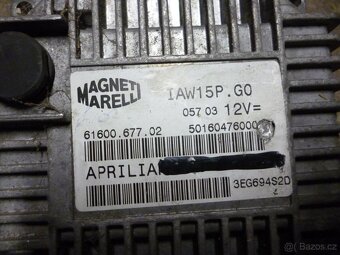 MAGNETI
MARELLI
IAW15P.G0
057 03 12V=
61600.677.02
50160476000
APRILIA
3EG694S2D
bazos.cz